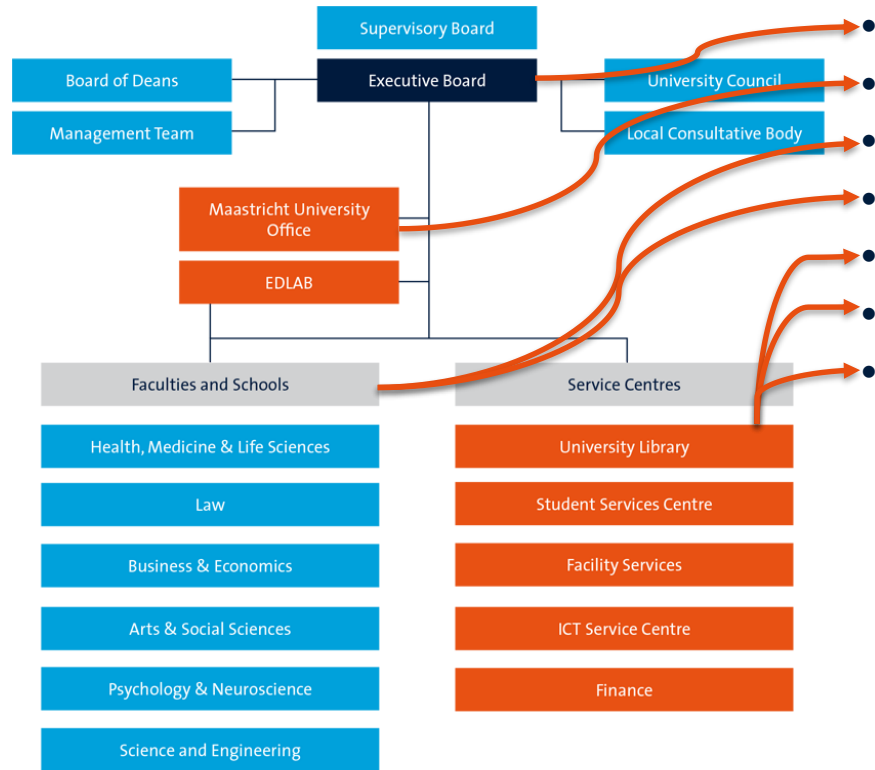 Supervisory Board
Board of Deans
Executive Board
University Council
Management Team
Local Consultative Body
Maastricht University
Office
EDLAB
Faculties and Schools
Service Centres
Health, Medicine & Life Sciences
University Library
Law
Student Services Centre
Business & Economics
Facility Services
Arts & Social Sciences
ICT Service Centre
Psychology & Neuroscience
Finance
Science and Engineering